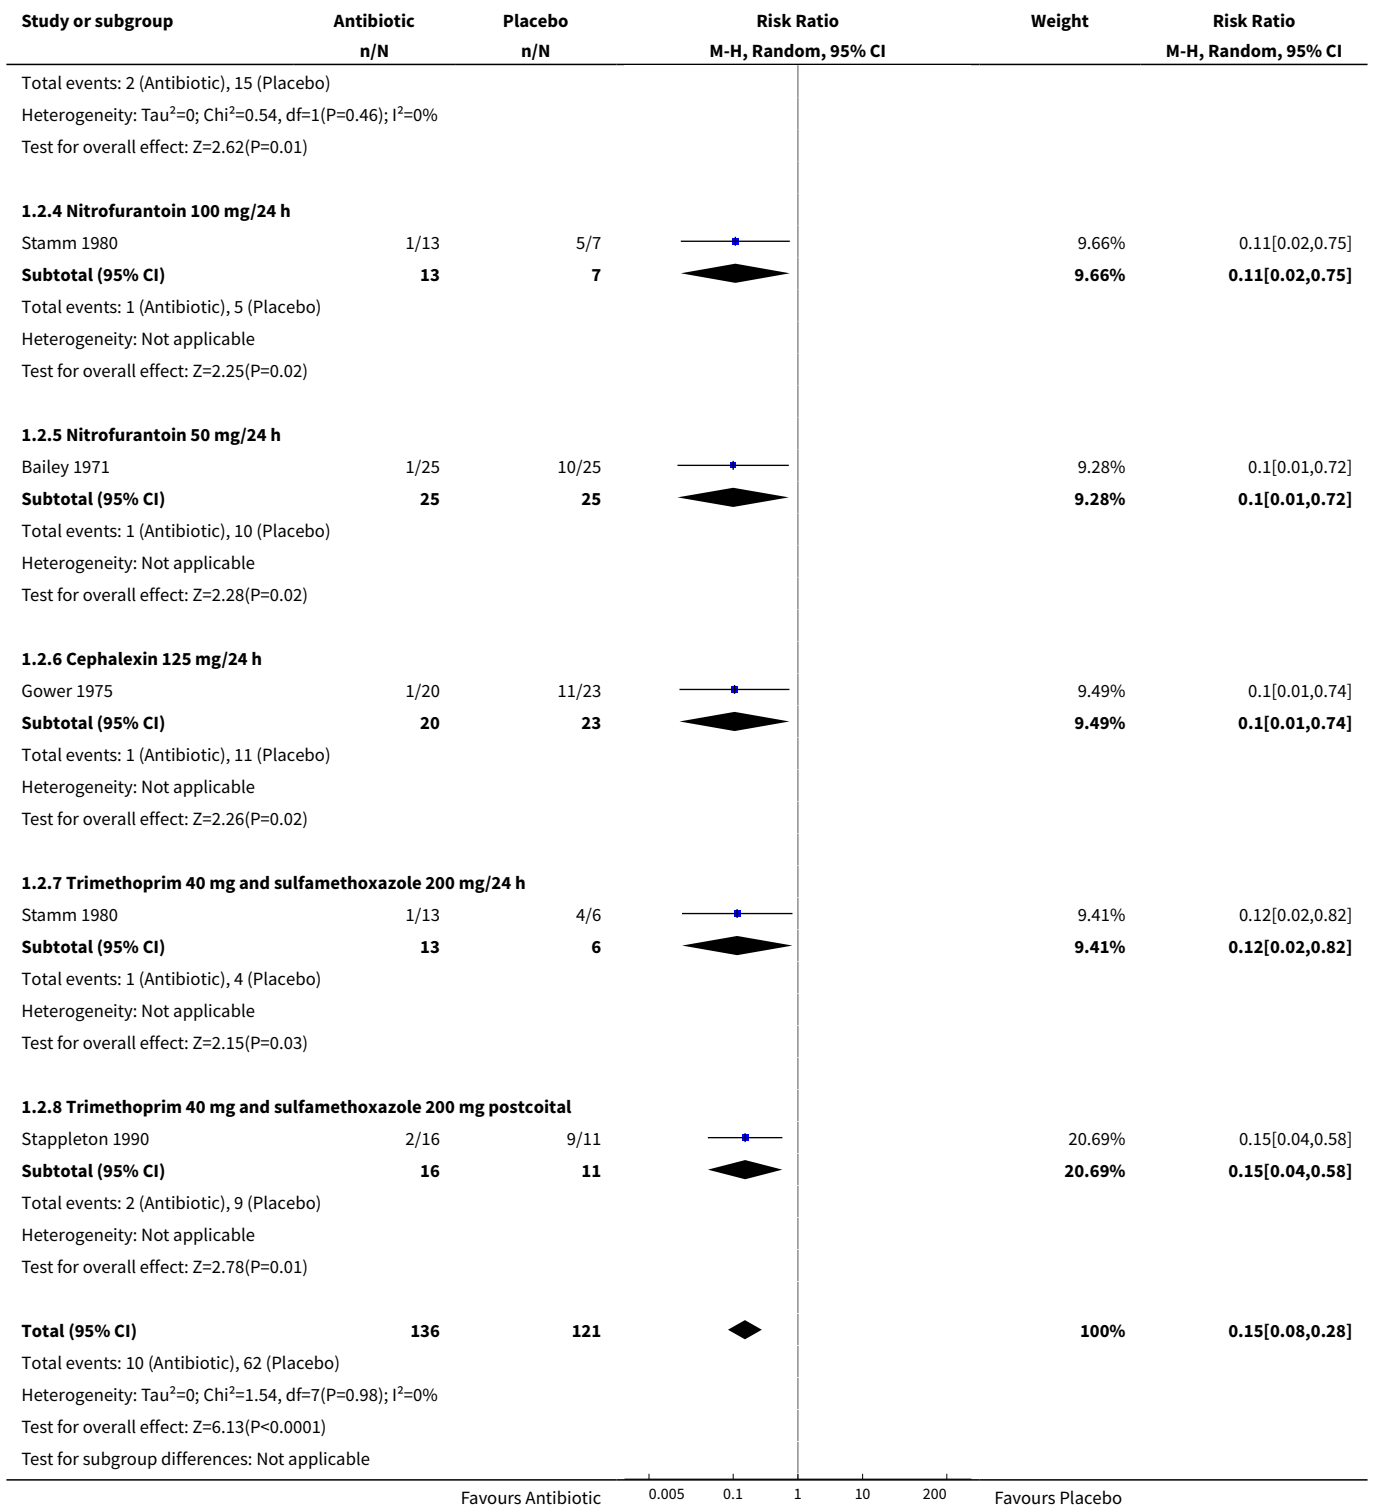 Study or subgroup Antibiotic Placebo Risk Ratio Weight Risk Ratio
n/N n/N M-H, Random, 95% CI M-H, Random, 95% CI
Total events: 2 (Antibiotic), 15 (Placebo)
Heterogeneity: Tau²=0; Chi²=0.54, df=1(P=0.46); I²=0%
Test for overall effect: Z=2.62(P=0.01)
1.2.4 Nitrofurantoin 100 mg/24 h
Stamm 1980 1/13 5/7 9.66% 0.11[0.02,0.75]
Subtotal (95% CI) 13 7 9.66% 0.11[0.02,0.75]
Total events: 1 (Antibiotic), 5 (Placebo)
Heterogeneity: Not applicable
Test for overall effect: Z=2.25(P=0.02)
1.2.5 Nitrofurantoin 50 mg/24 h
Bailey 1971 1/25 10/25 9.28% 0.1[0.01,0.72]
Subtotal (95% CI) 25 25 9.28% 0.1[0.01,0.72]
Total events: 1 (Antibiotic), 10 (Placebo)
Heterogeneity: Not applicable
Test for overall effect: Z=2.28(P=0.02)
1.2.6 Cephalexin 125 mg/24 h
Gower 1975 1/20 11/23 9.49% 0.1[0.01,0.74]
Subtotal (95% CI) 20 23 9.49% 0.1[0.01,0.74]
Total events: 1 (Antibiotic), 11 (Placebo)
Heterogeneity: Not applicable
Test for overall effect: Z=2.26(P=0.02)
1.2.7 Trimethoprim 40 mg and sulfamethoxazole 200 mg/24 h
Stamm 1980 1/13 4/6 9.41% 0.12[0.02,0.82]
Subtotal (95% CI) 13 6 9.41% 0.12[0.02,0.82]
Total events: 1 (Antibiotic), 4 (Placebo)
Heterogeneity: Not applicable
Test for overall effect: Z=2.15(P=0.03)
1.2.8 Trimethoprim 40 mg and sulfamethoxazole 200 mg postcoital
Stappleton 1990 2/16 9/11 20.69% 0.15[0.04,0.58]
Subtotal (95% CI) 16 11 20.69% 0.15[0.04,0.58]
Total events: 2 (Antibiotic), 9 (Placebo)
Heterogeneity: Not applicable
Test for overall effect: Z=2.78(P=0.01)
Total (95% CI) 136 121 100% 0.15[0.08,0.28]
Total events: 10 (Antibiotic), 62 (Placebo)
Heterogeneity: Tau²=0; Chi²=1.54, df=7(P=0.98); I²=0%
Test for overall effect: Z=6.13(P<0.0001)
Test for subgroup differences: Not applicable
Favours Antibiotic 0.005 0.1 1 10 200 Favours Placebo